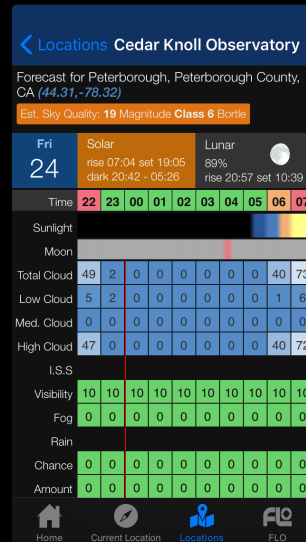 Locations Cedar Knoll Observatory
Forecast for Peterborough, Peterborough County,
CA (44.31,-78.32)
Est. Sky Quality: 19 Magnitude Class 6 Bortle
Fri
24
Solar
rise 07:04 set 19:05
dark 20:42 - 05:26
Lunar
89%
rise 20:57 set 10:39
Time 22 23 00 01 02 03 04 05 06 07
Sunlight
Moon
Total Cloud 49 2 0 0 0 0 0 0 40 73
Low Cloud 5 2 0 0 0 0 0 0 1 6
Med. Cloud 0 0 0 0 0 0 0 0 0 0
High Cloud 47 0 0 0 0 0 0 0 40 72
I.S.S
Visibility 10 10 10 10 10 10 10 10 10 10
Fog 0 0 0 0 0 0 0 0 0 0
Rain
Chance 0 0 0 0 0 0 0 0 0 0
Amount 0 0 0 0 0 0 0 0 0 0
Home Current Location Locations FLO
FLO